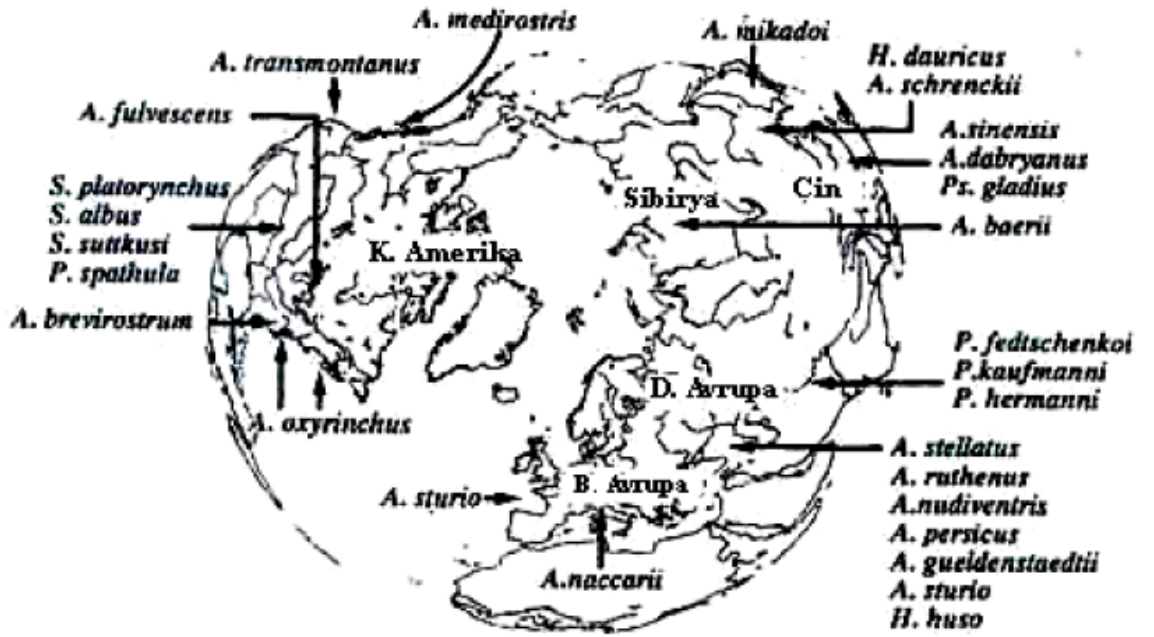 A. medirostris
A. mikadoi
A. transmontanus
H. dauricus
A. schrenckii
A. fulvescens
A.sinensis
A.dabryanus
Ps. gladius
S. platorynchus
S. albus
S. suttkusi
P. spathula
Sibirya
Çin
A. baerii
K. Amerika
A. brevirostrum
P. fedtschenkoi
P.kaufmanni
P. hermanni
D. Avrupa
A. oxyrinchus
A. stellatus
A. ruthenus
A.nudiventris
A. persicus
A. gueldenstaedtii
A. sturio
H. huso
A. sturio
B. Avrupa
A.naccarii